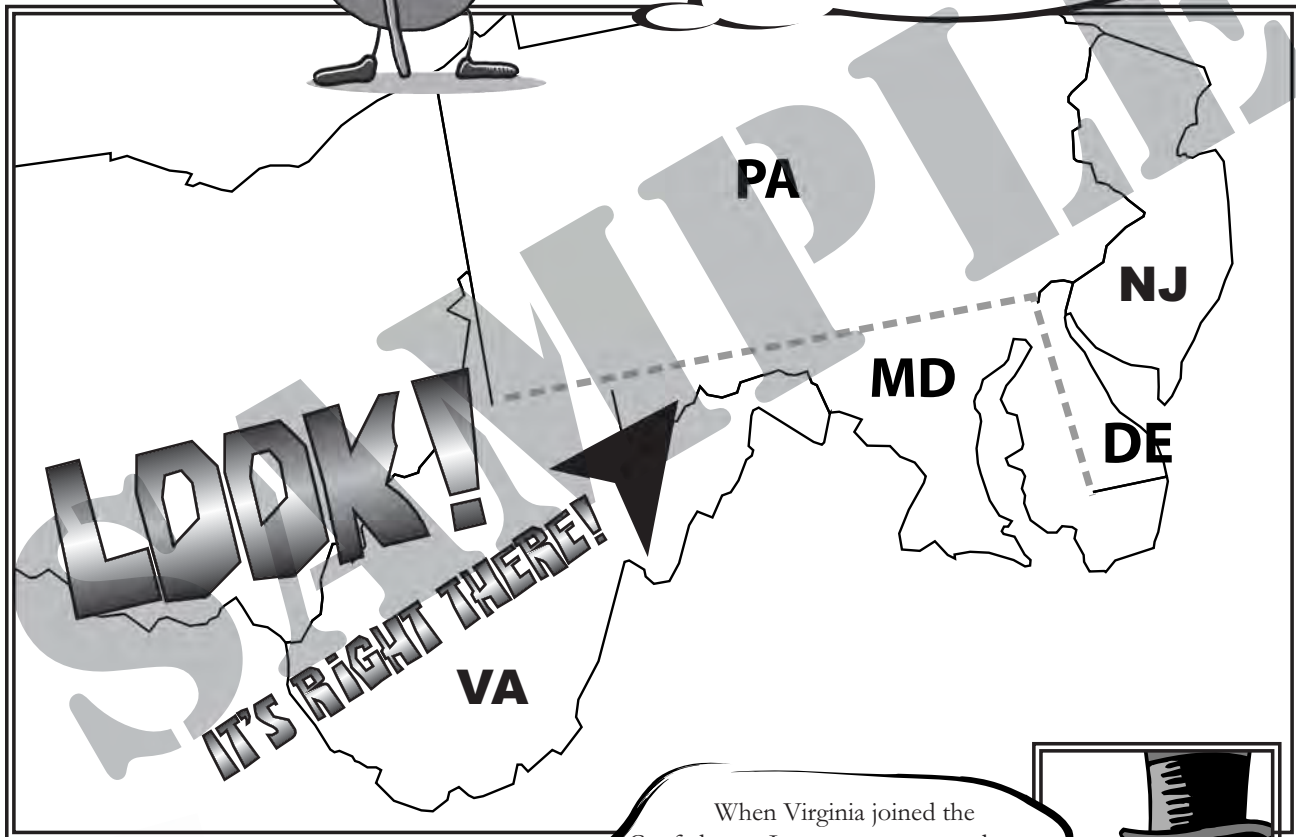 PA
NJ
MD
DE
LOOK!
IT'S RIGHT THERE!
VA
SAMPLE
When Virginia joined the